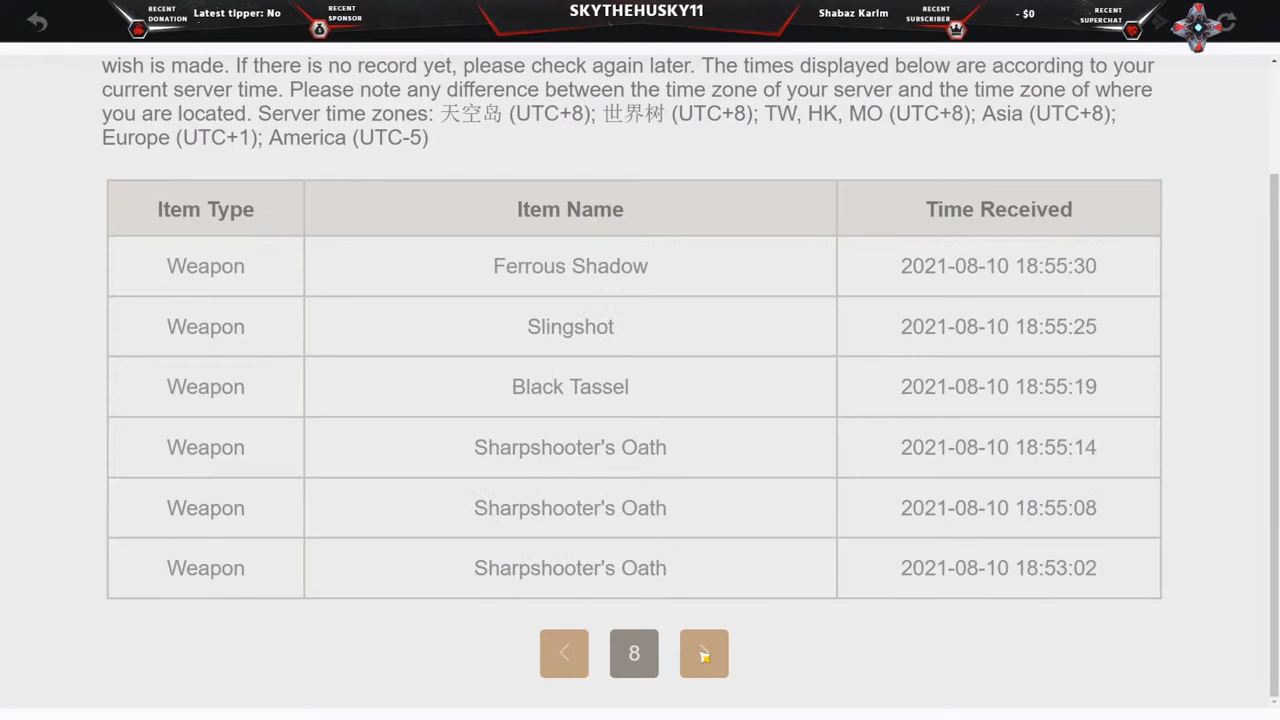 RECENT DONATION
Latest tipper: No
RECENT SPONSOR
SKYTHEHUSKY11
Shabaz Karim
RECENT SUBSCRIBER
- $0
RECENT SUPERCHAT
wish is made. If there is no record yet, please check again later. The times displayed below are according to your
current server time. Please note any difference between the time zone of your server and the time zone of where
you are located. Server time zones: 天空岛 (UTC+8); 世界树 (UTC+8); TW, HK, MO (UTC+8); Asia (UTC+8);
Europe (UTC+1); America (UTC-5)
Item Type Item Name Time Received
Weapon Ferrous Shadow 2021-08-10 18:55:30
Weapon Slingshot 2021-08-10 18:55:25
Weapon Black Tassel 2021-08-10 18:55:19
Weapon Sharpshooter's Oath 2021-08-10 18:55:14
Weapon Sharpshooter's Oath 2021-08-10 18:55:08
Weapon Sharpshooter's Oath 2021-08-10 18:53:02
8